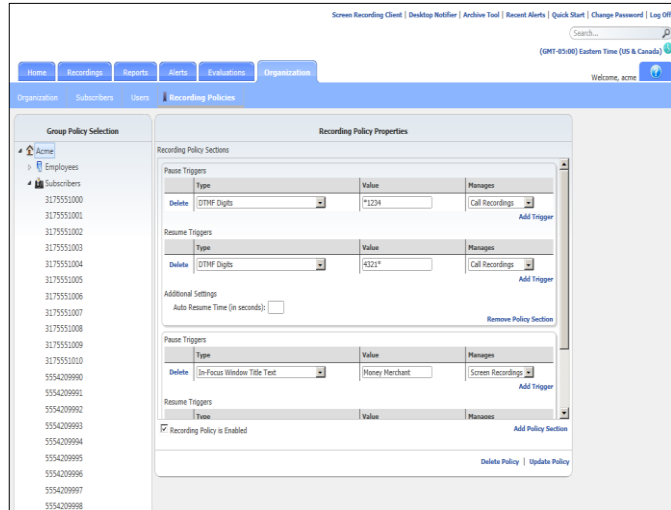 Screen Recording Client | Desktop Notifier | Archive Tool | Recent Alerts | Quick Start | Change Password | Log Off
Search...
(GMT-05:00) Eastern Time (US & Canada)
Home Recordings Reports Alerts Evaluations Organization
Welcome, acme
Organization Subscribers Users Recording Policies
Group Policy Selection
Acme
Employees
Subscribers
3175551000
3175551001
3175551002
3175551003
3175551004
3175551005
3175551006
3175551007
3175551008
3175551009
3175551010
5554209990
5554209991
5554209992
5554209993
5554209994
5554209995
5554209996
5554209997
5554209998
Recording Policy Properties
Recording Policy Sections
Pause Triggers
Type Value Manages
Delete DTMF Digits *1234 Call Recordings
Add Trigger
Resume Triggers
Type Value Manages
Delete DTMF Digits 4321* Call Recordings
Add Trigger
Additional Settings
Auto Resume Time (in seconds):
Remove Policy Section
Pause Triggers
Type Value Manages
Delete In-Focus Window Title Text Money Merchant Screen Recordings
Add Trigger
Resume Triggers
Type Value Manages
Recording Policy is Enabled
Add Policy Section
Delete Policy | Update Policy